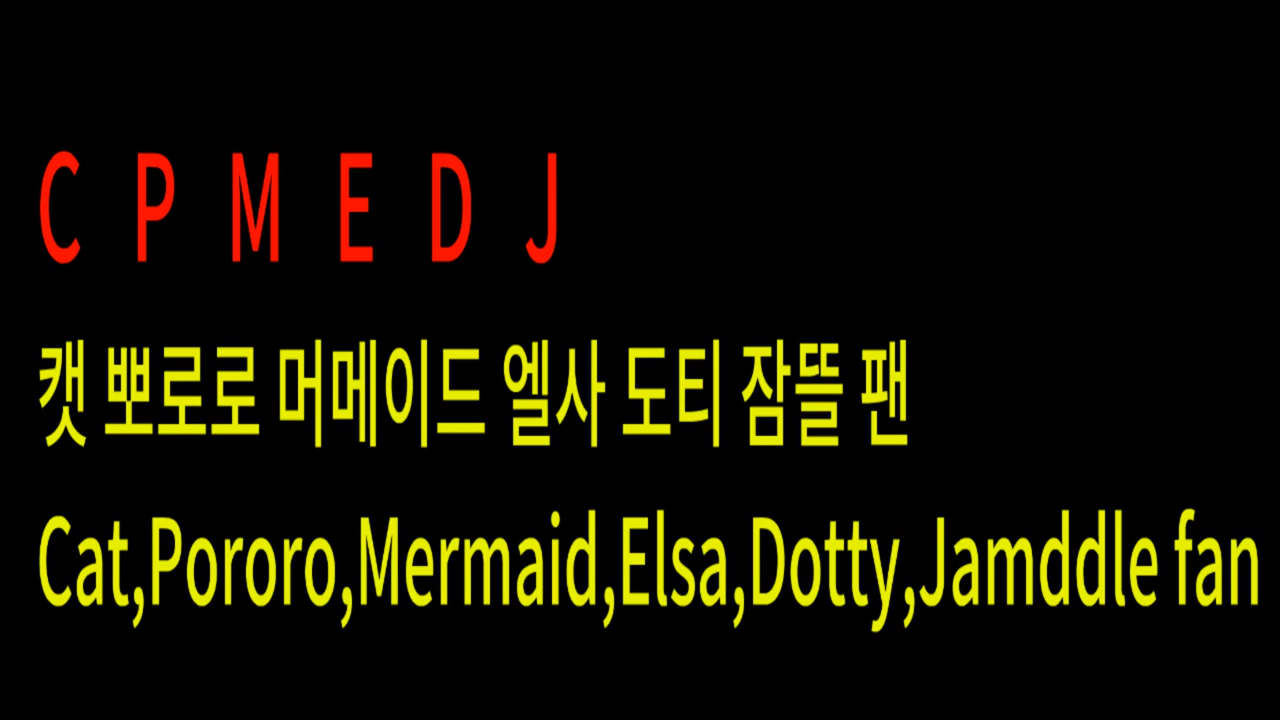 C P M E D J
캣 뽀로로 머메이드 엘사 도티 잠뜰 팬
Cat,Pororo,Mermaid,Elsa,Dotty,Jamddle fan